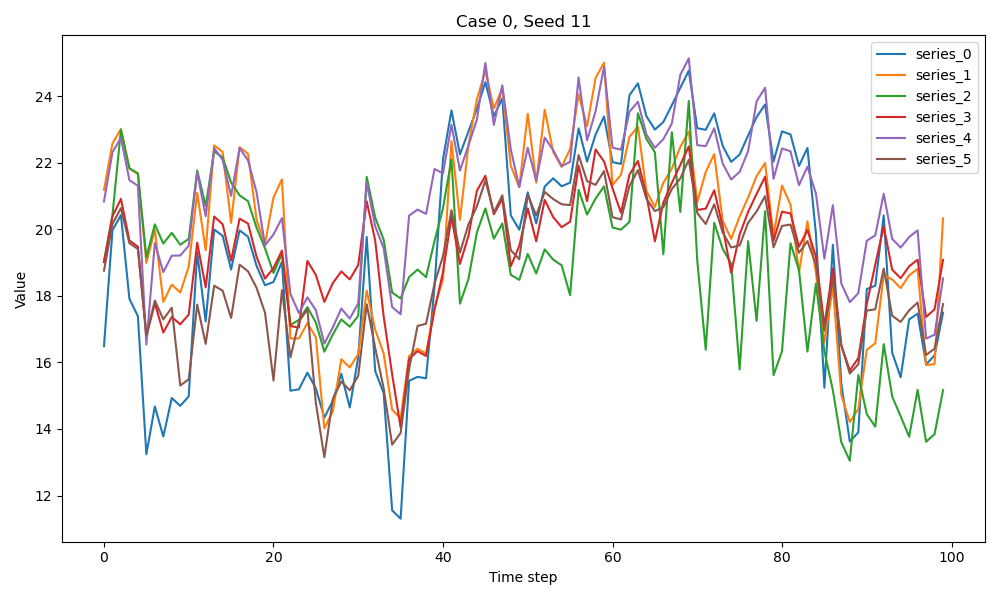 Case 0, Seed 11
series_0
series_1
series_2
series_3
series_4
series_5
Value
24
22
20
18
16
14
12
0 20 40 60 80 100
Time step